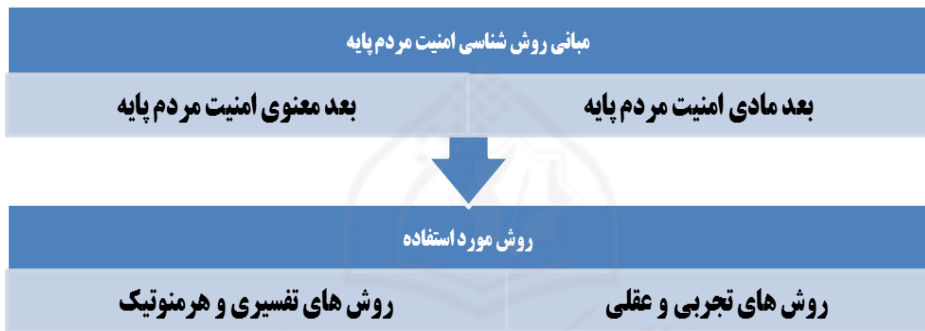 مبانی روش شناسی امنیت مردم پایه
بعد مادی امنیت مردم پایه
بعد معنوی امنیت مردم پایه
روش مورد استفاده
روش های تجربی و عقلی
روش های تفسیری و هرمنوتیک